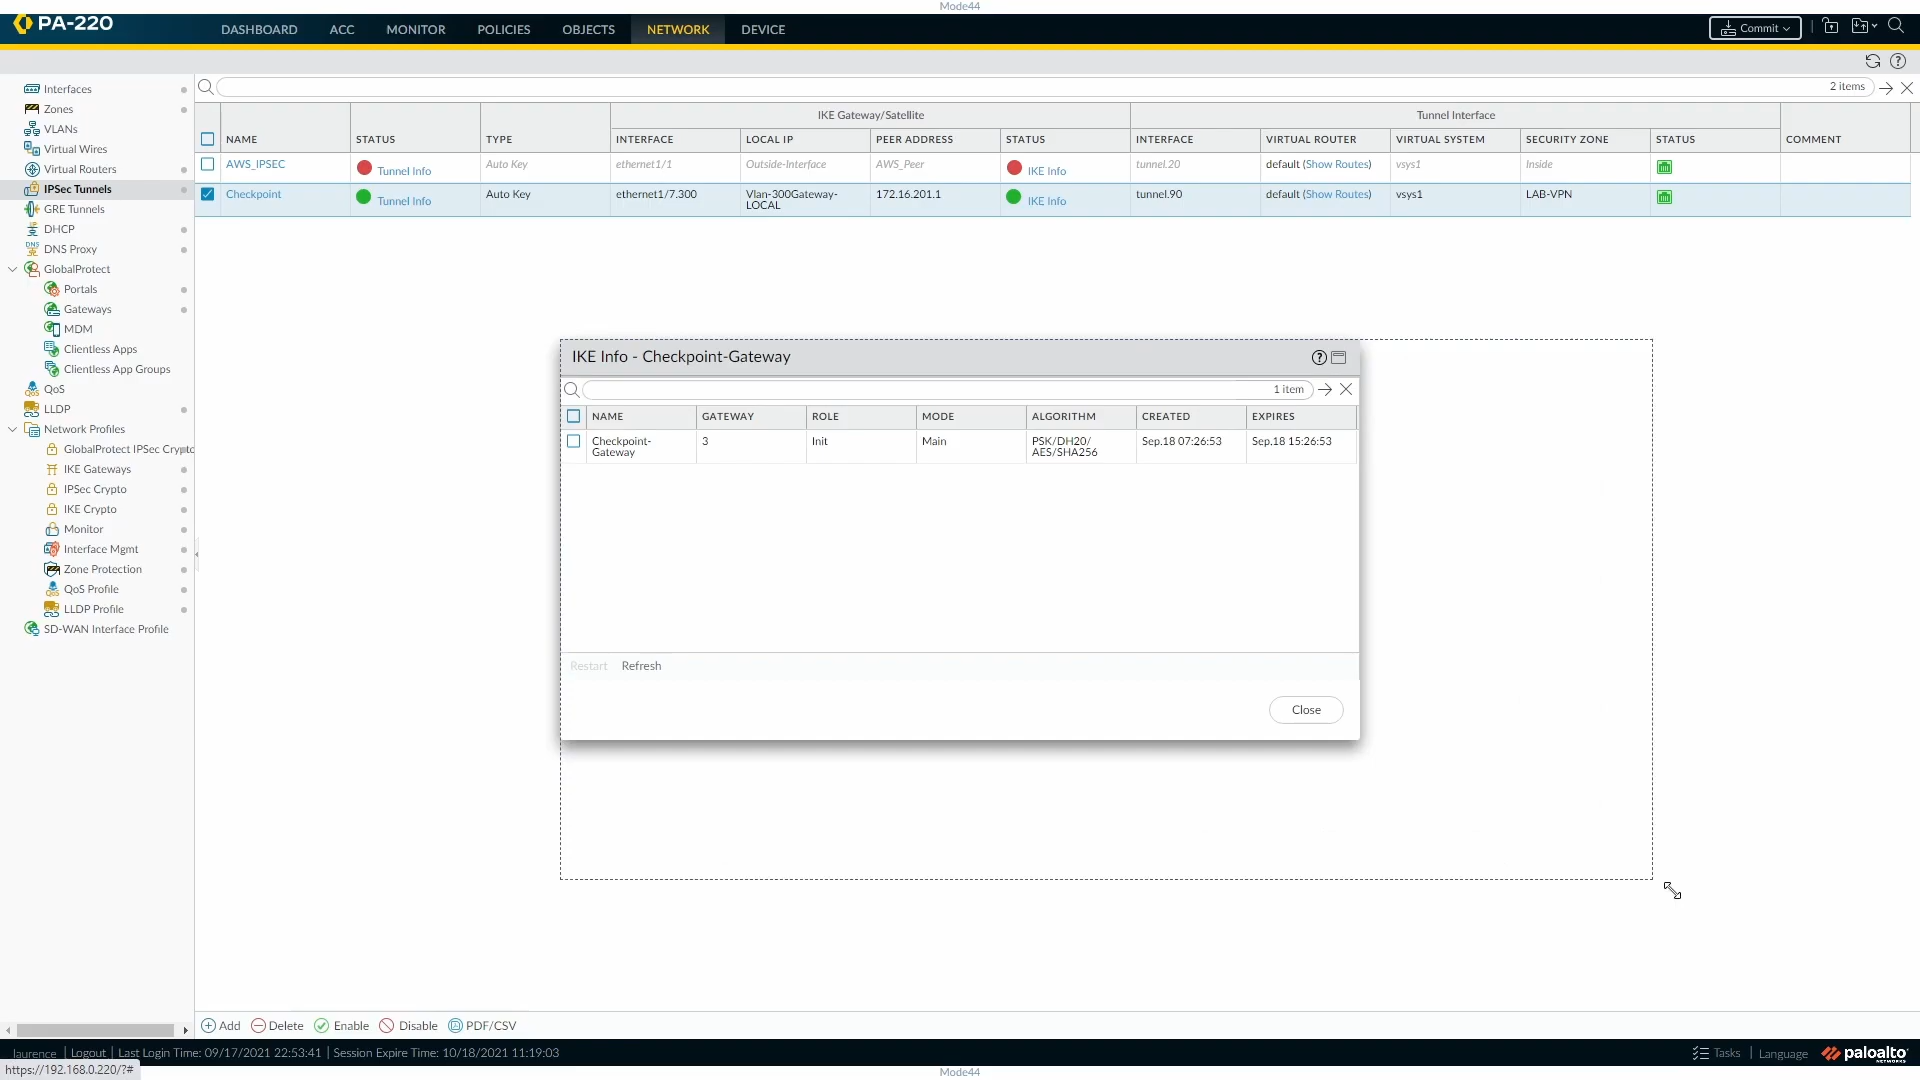 Mode44
PA-220
DASHBOARD ACC MONITOR POLICIES OBJECTS NETWORK DEVICE
Commit
2 items
Interfaces
Zones
VLANs
Virtual Wires
Virtual Routers
IPSec Tunnels
GRE Tunnels
DHCP
DNS Proxy
GlobalProtect
Portals
Gateways
MDM
Clientless Apps
Clientless App Groups
QoS
LLDP
Network Profiles
GlobalProtect IPSec Crypto
IKE Gateways
IPSec Crypto
IKE Crypto
Monitor
Interface Mgmt
Zone Protection
QoS Profile
LLDP Profile
SD-WAN Interface Profile
IKE Gateway/Satellite Tunnel Interface
NAME STATUS TYPE INTERFACE LOCAL IP PEER ADDRESS STATUS INTERFACE VIRTUAL ROUTER VIRTUAL SYSTEM SECURITY ZONE STATUS COMMENT
AWS_IPSEC Tunnel Info Auto Key ethernet1/1 Outside-Interface AWS_Peer IKE Info tunnel.20 default (Show Routes) vsys1 Inside
Checkpoint Tunnel Info Auto Key ethernet1/7.300 Vlan-300Gateway- 172.16.201.1 IKE Info tunnel.90 default (Show Routes) vsys1 LAB-VPN
LOCAL
IKE Info - Checkpoint-Gateway
1 item
NAME GATEWAY ROLE MODE ALGORITHM CREATED EXPIRES
Checkpoint- 3 Init Main PSK/DH20/ Sep.18 07:26:53 Sep.18 15:26:53
Gateway AES/SHA256
Restart Refresh
Close
Add Delete Enable Disable PDF/CSV
laurence | Logout | Last Login Time: 09/17/2021 22:53:41 | Session Expire Time: 10/18/2021 11:19:03
Tasks | Language paloalto
NETWORKS
https://192.168.0.220/?#
Mode44